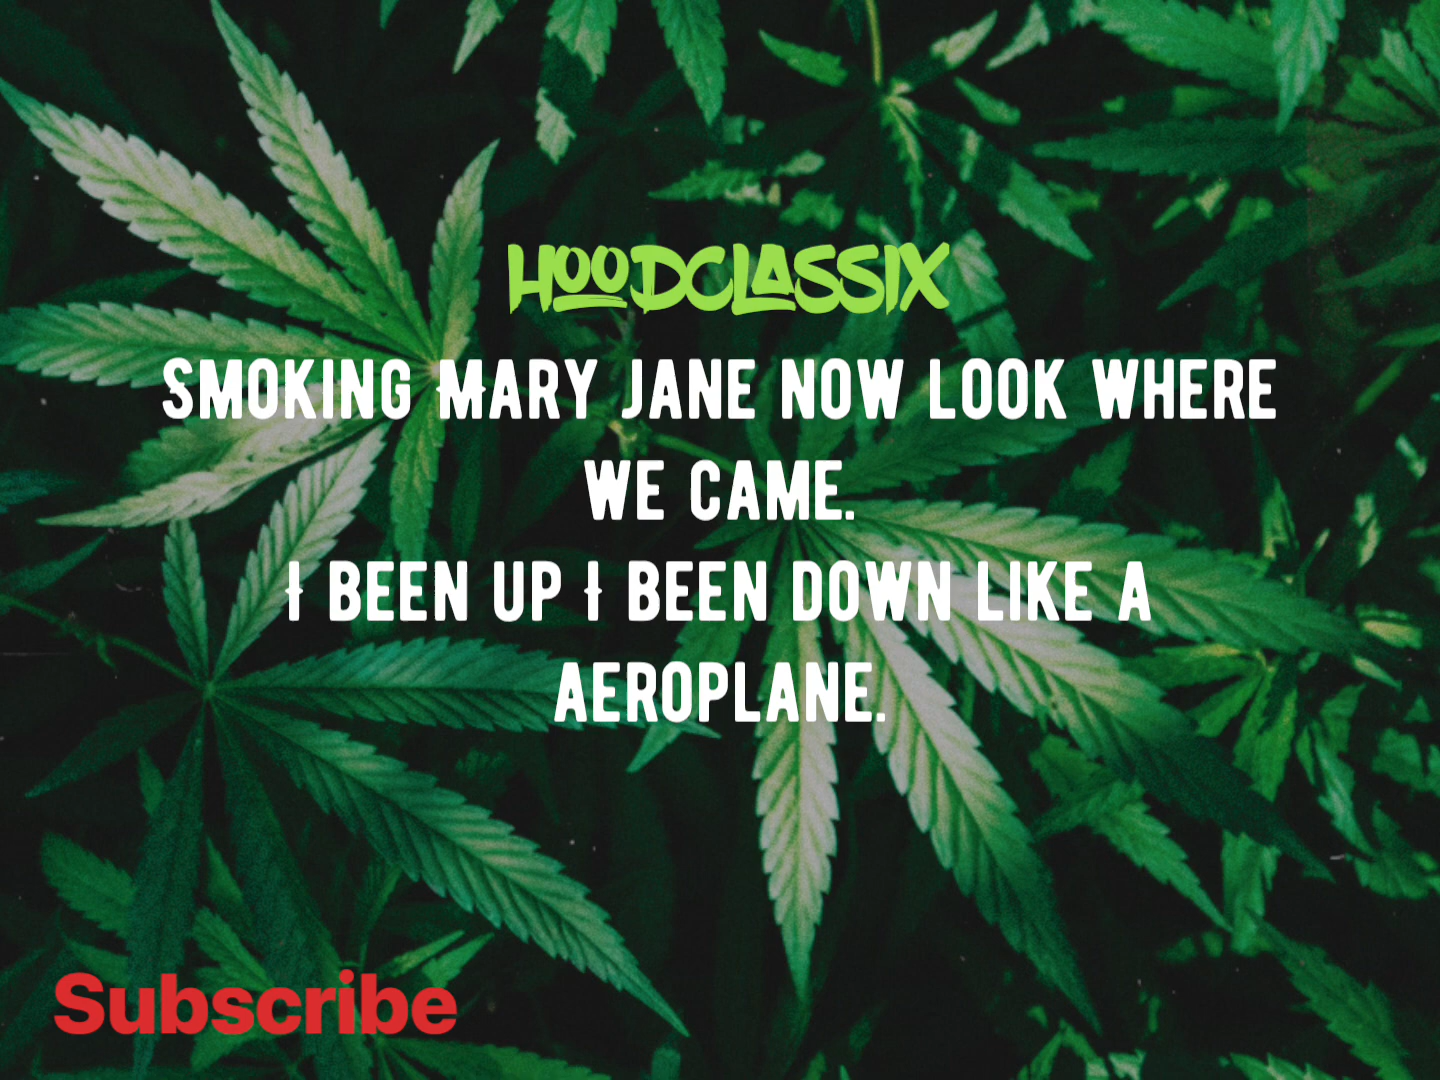 HOODCLASSIX
SMOKING MARY JANE NOW LOOK WHERE
WE CAME.
I BEEN UP I BEEN DOWN LIKE A
AEROPLANE.
Subscribe